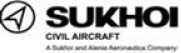 SUKHOI
CIVIL AIRCRAFT
A Sukhoi and Alenia Aeronautica Company